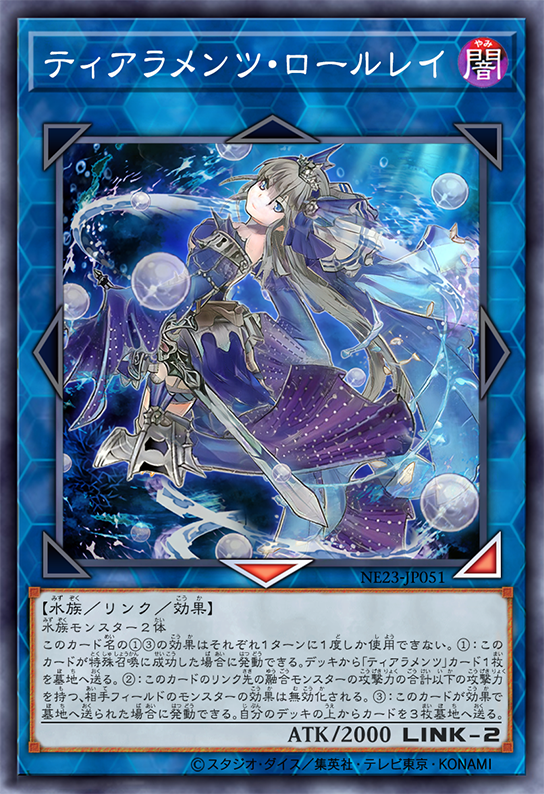 ティアラメンツ・ロールレイ
闇
NE23-JP051
【水族／リンク／効果】
水族モンスター２体
このカード名の①③の効果はそれぞれ1ターンに1度しか使用できない。①：この
カードが特殊召喚に成功した場合に発動できる。デッキから「ティアラメンツ」カード1枚
を墓地へ送る。②：このカードのリンク先の融合モンスターの攻撃力の合計以下の攻撃力
を持つ、相手フィールドのモンスターの効果は無効化される。③：このカードが効果で
墓地へ送られた場合に発動できる。自分のデッキの上からカードを３枚墓地へ送る。
ATK/2000 LINK-2
©スタジオ・ダイス／集英社・テレビ東京・KONAMI